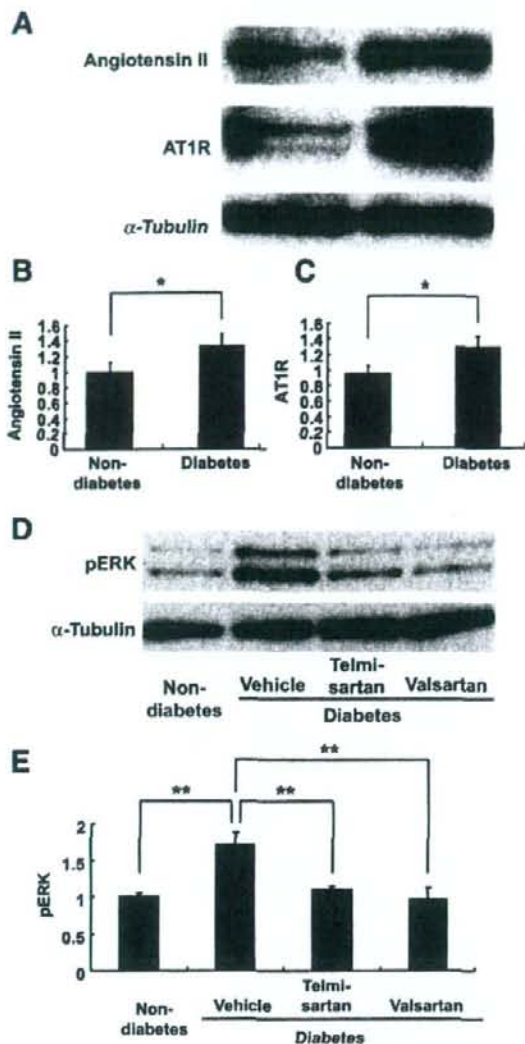 A
Angiotensin II
AT1R
α-Tubulin
B
*
Angiotensin II
1.6
1.4
1.2
1
0.8
0.6
0.4
0.2
0
Non-
diabetes
Diabetes
C
*
AT1R
1.6
1.4
1.2
1
0.8
0.6
0.4
0.2
0
Non-
diabetes
Diabetes
D
pERK
α-Tubulin
Non-
diabetes
Vehicle
Telmi-
sartan
Valsartan
Diabetes
E
**
**
**
pERK
2
1.5
1
0.5
0
Non-
diabetes
Vehicle
Telmi-
sartan
Valsartan
Diabetes